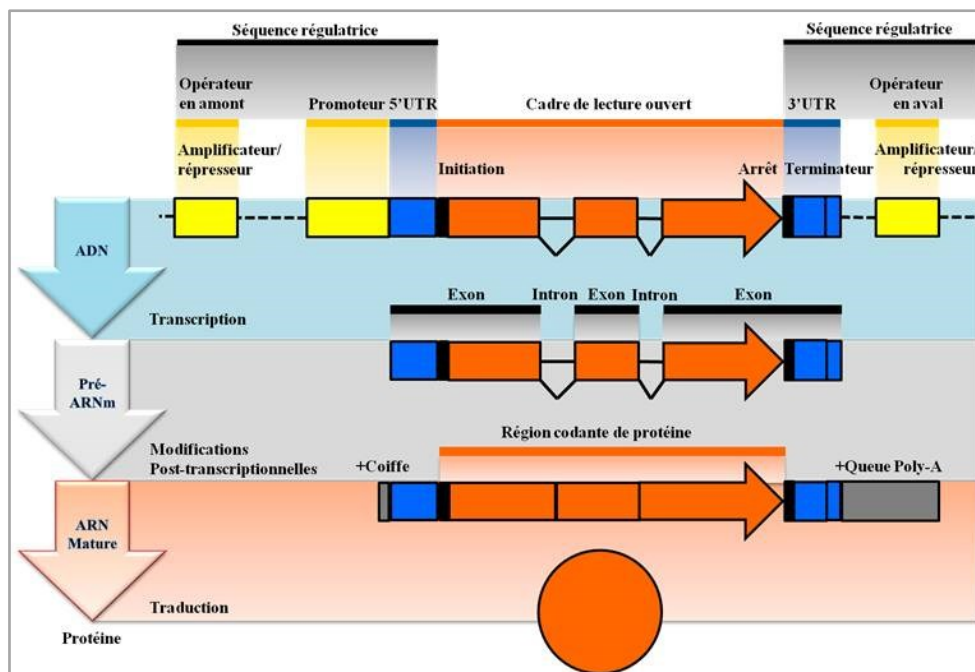 Séquence régulatrice
Séquence régulatrice
Opérateur
en amont
Promoteur 5'UTR
Cadre de lecture ouvert
3'UTR
Opérateur
en aval
Amplificateur/
répresseur
Initiation
Arrêt
Terminateur
Amplificateur/
répresseur
ADN
Transcription
Exon
Intron
Exon
Intron
Exon
Pré-
ARNm
Modifications
Post-transcriptionnelles
+Coiffe
Région codante de protéine
+Queue Poly-A
ARN
Mature
Traduction
Protéine